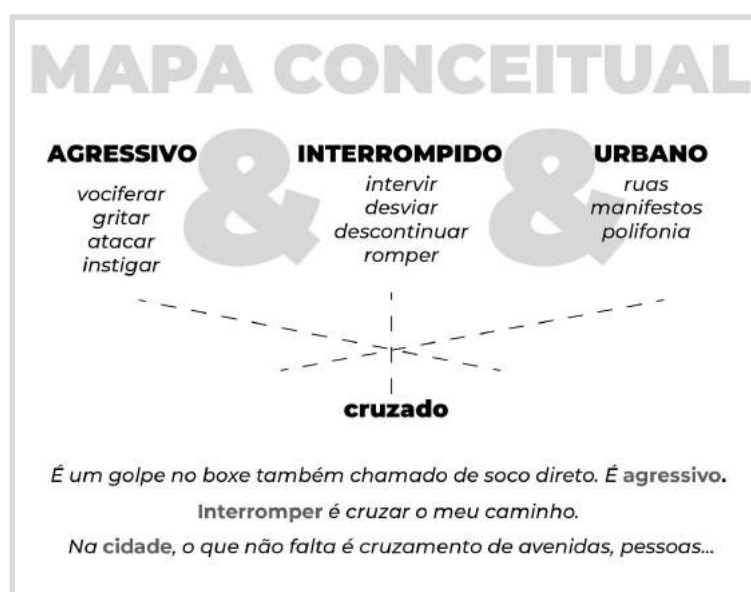 MAPA CONCEITUAL
AGRESSIVO & INTERROMPIDO & URBANO
vociferar
gritar
atacar
instigar
intervir
desviar
descontinuar
romper
ruas
manifestos
polifonia
cruzado
É um golpe no boxe também chamado de soco direto. É agressivo.
Interromper é cruzar o meu caminho.
Na cidade, o que não falta é cruzamento de avenidas, pessoas...